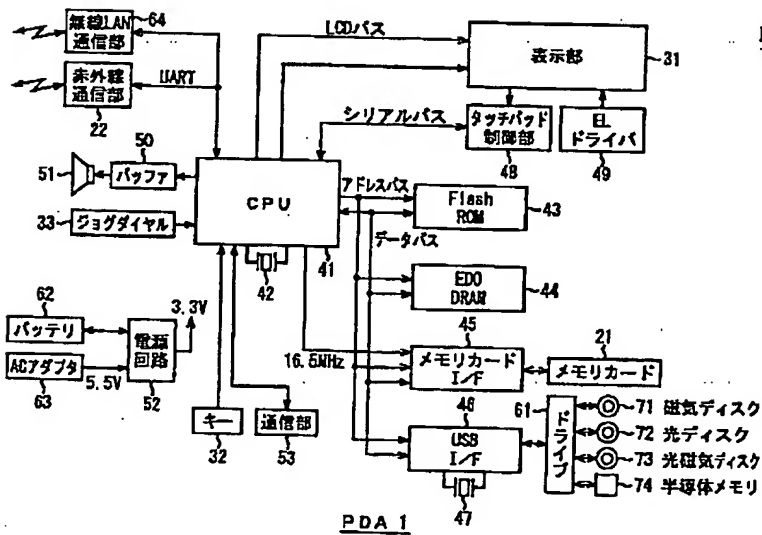 無線LAN
通信部
64
LCDバス
表示部
31
赤外線
通信部
UART
22
シリアルバス
タッチパッド
制御部
48
EL
ドライバ
49
50
51
バッファ
CPU
アドレスバス
Flash
ROM
43
33
ジョグダイヤル
データバス
42
41
EDO
DRAM
44
3.3V
62
バッテリ
電源
回路
45
16.5MHz
メモリカード
I/F
21
メモリカード
ACアダプタ
5.5V
63
52
キー
32
通信部
53
46
USB
I/F
47
61
ドライブ
71 磁気ディスク
72 光ディスク
73 光磁気ディスク
74 半導体メモリ
PDA 1